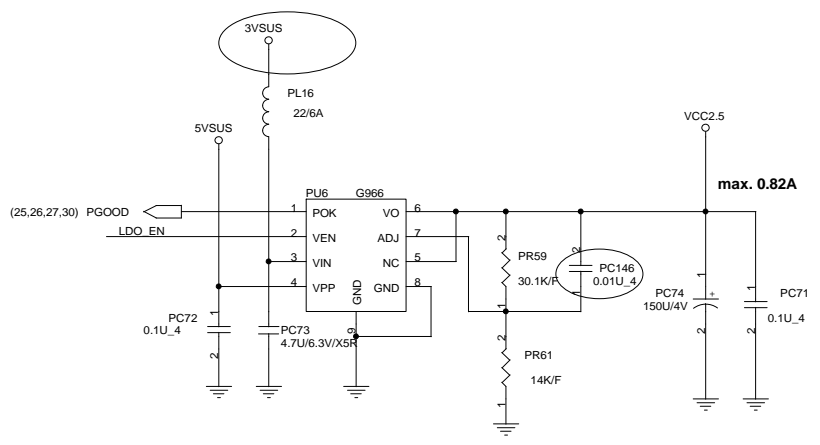 3VSUS
PL16
22/6A
5VSUS
VCC2.5
max. 0.82A
PU6 G966
(25,26,27,30) PGOOD 1 POK VO 6
LDO_EN 2 VEN ADJ 7
3 VIN NC 5
4 VPP GND 8
GND
9
2
PR59
30.1K/F
1
2
PC146
0.01U_4
1
1
PC72
0.1U_4
2
PC73
4.7U/6.3V/X5R
2
PR61
14K/F
1
1
+
PC74
150U/4V
2
1
PC71
0.1U_4
2